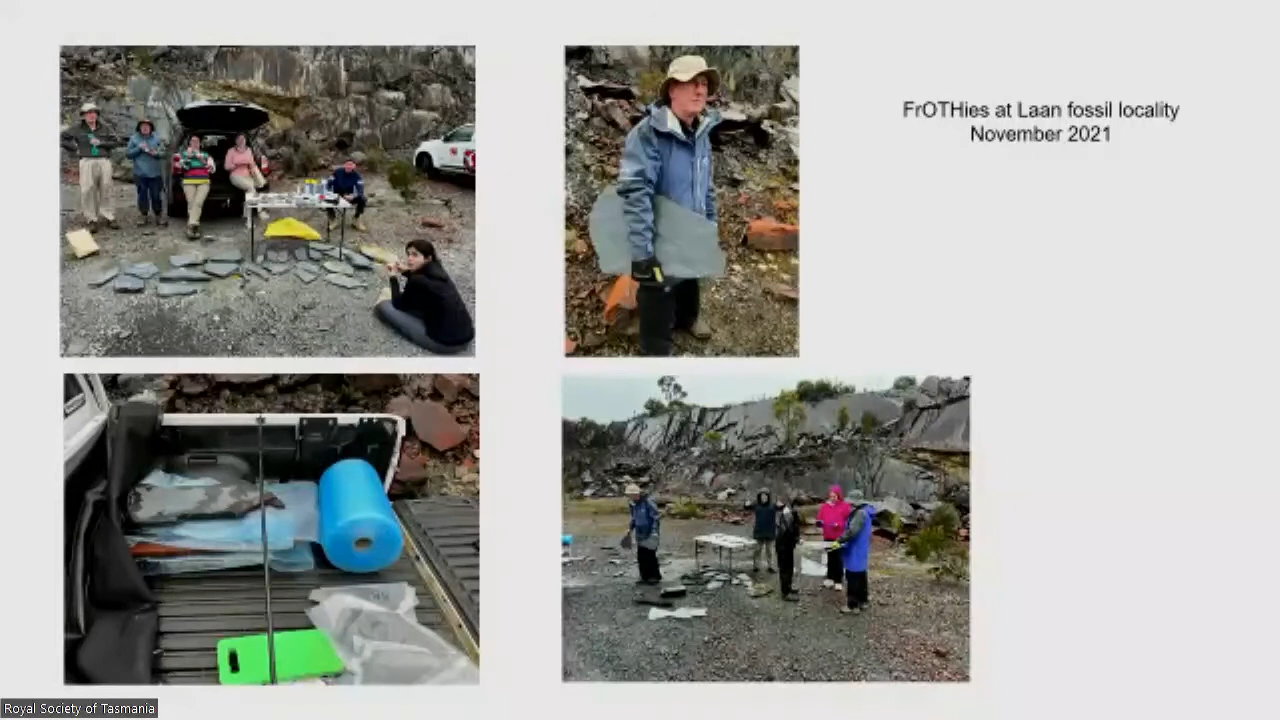 FrOTHies at Laan fossil locality
November 2021
Royal Society of Tasmania